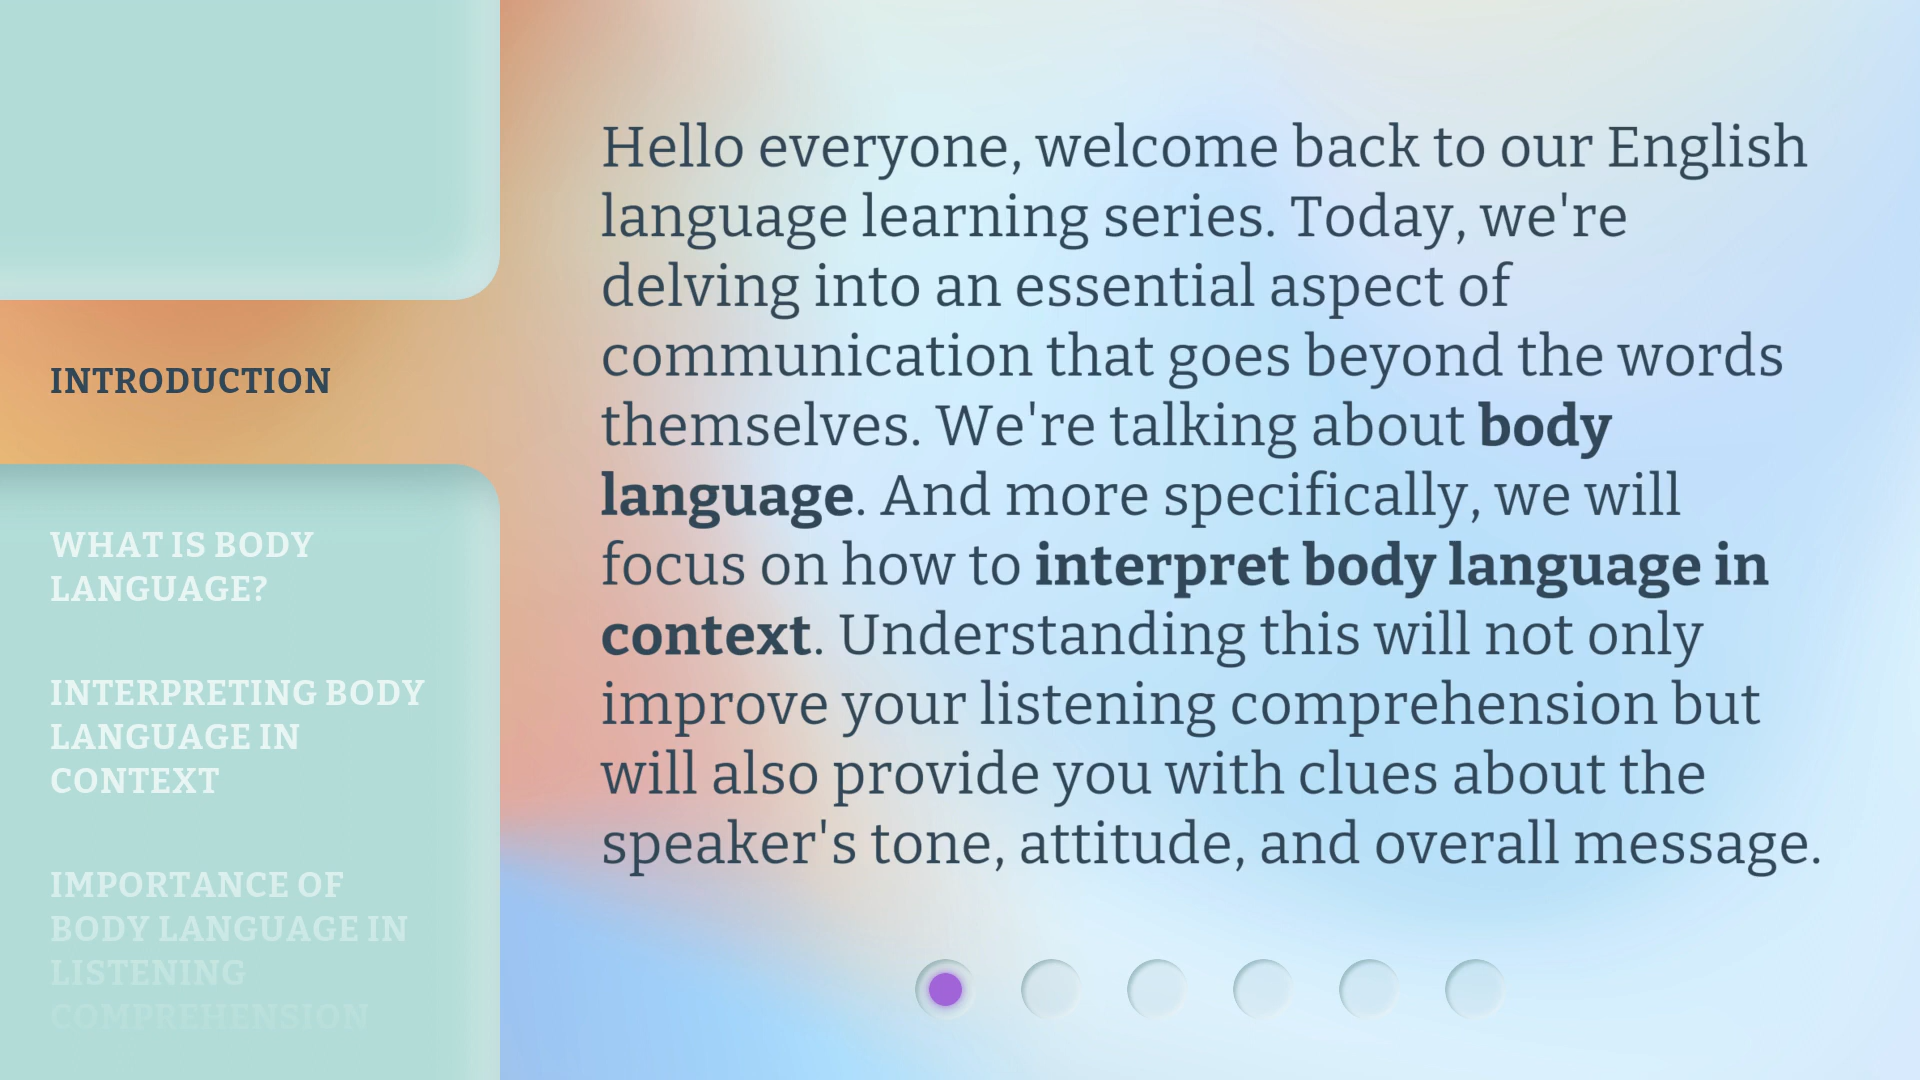 INTRODUCTION
WHAT IS BODY
LANGUAGE?
INTERPRETING BODY
LANGUAGE IN
CONTEXT
IMPORTANCE OF
BODY LANGUAGE IN
LISTENING
COMPREHENSION
Hello everyone, welcome back to our English
language learning series. Today, we're
delving into an essential aspect of
communication that goes beyond the words
themselves. We're talking about body
language. And more specifically, we will
focus on how to interpret body language in
context. Understanding this will not only
improve your listening comprehension but
will also provide you with clues about the
speaker's tone, attitude, and overall message.